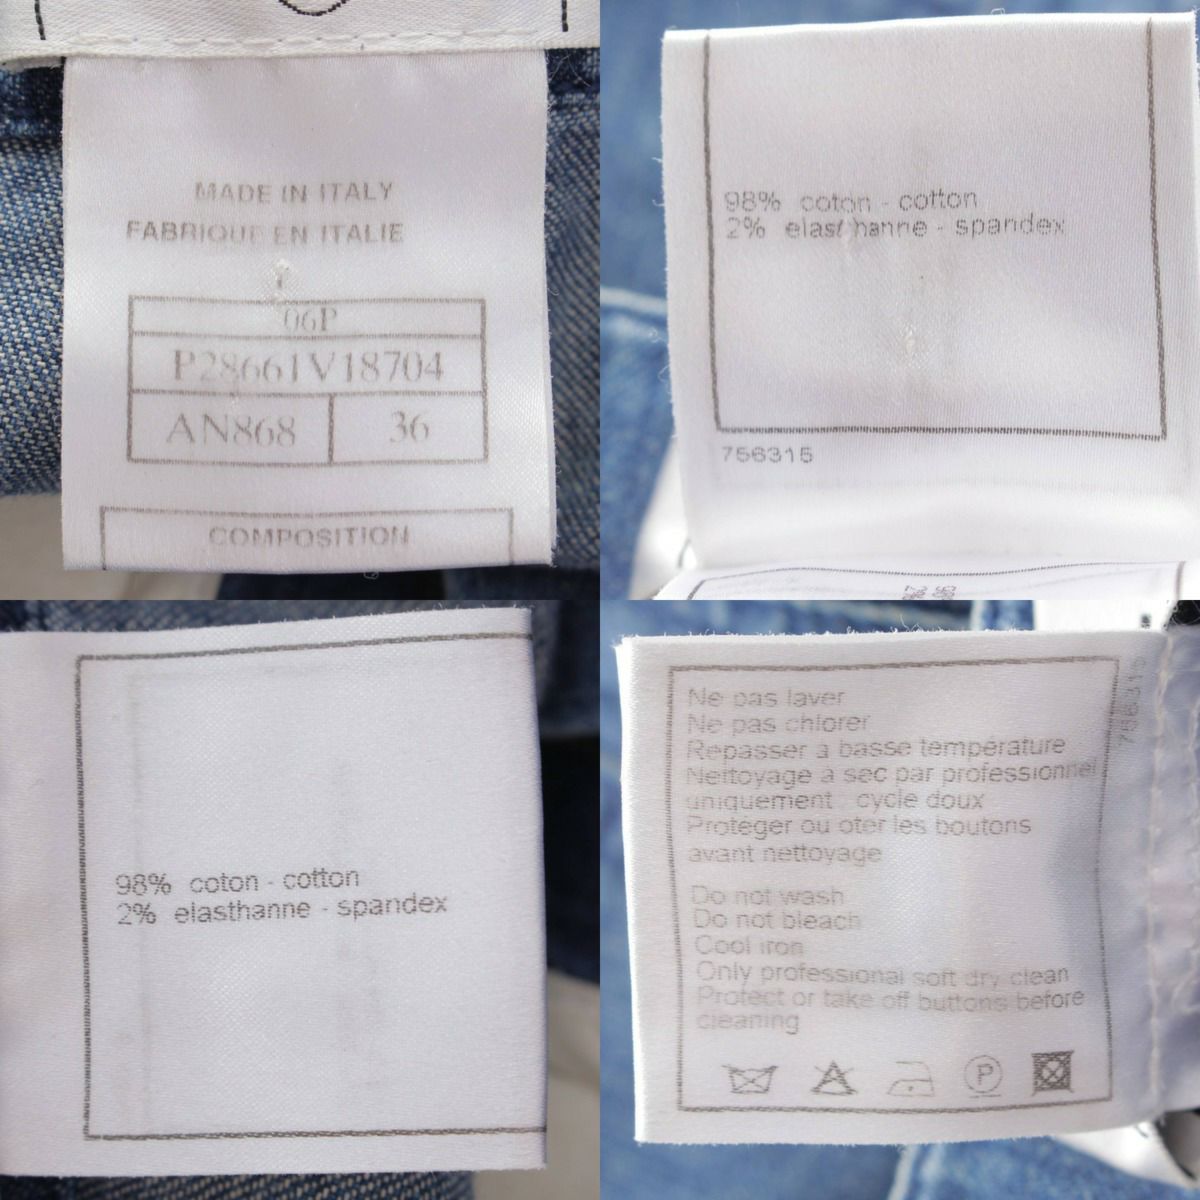 MADE IN ITALY
FABRIQUE EN ITALIE
06P
P28661V18704
AN868 36
COMPOSITION
98% coton - cotton
2% elasthanne - spandex
756315
98% coton - cotton
2% elasthanne - spandex
Ne pas laver
Ne pas chlorer
Repasser à basse température
Nettoyage à sec par professionnel
uniquement : cycle doux
Protéger ou oter les boutons
avant nettoyage
Do not wash
Do not bleach
Cool iron
Only professional soft dry clean
Protect or take off buttons before
cleaning
P
756315